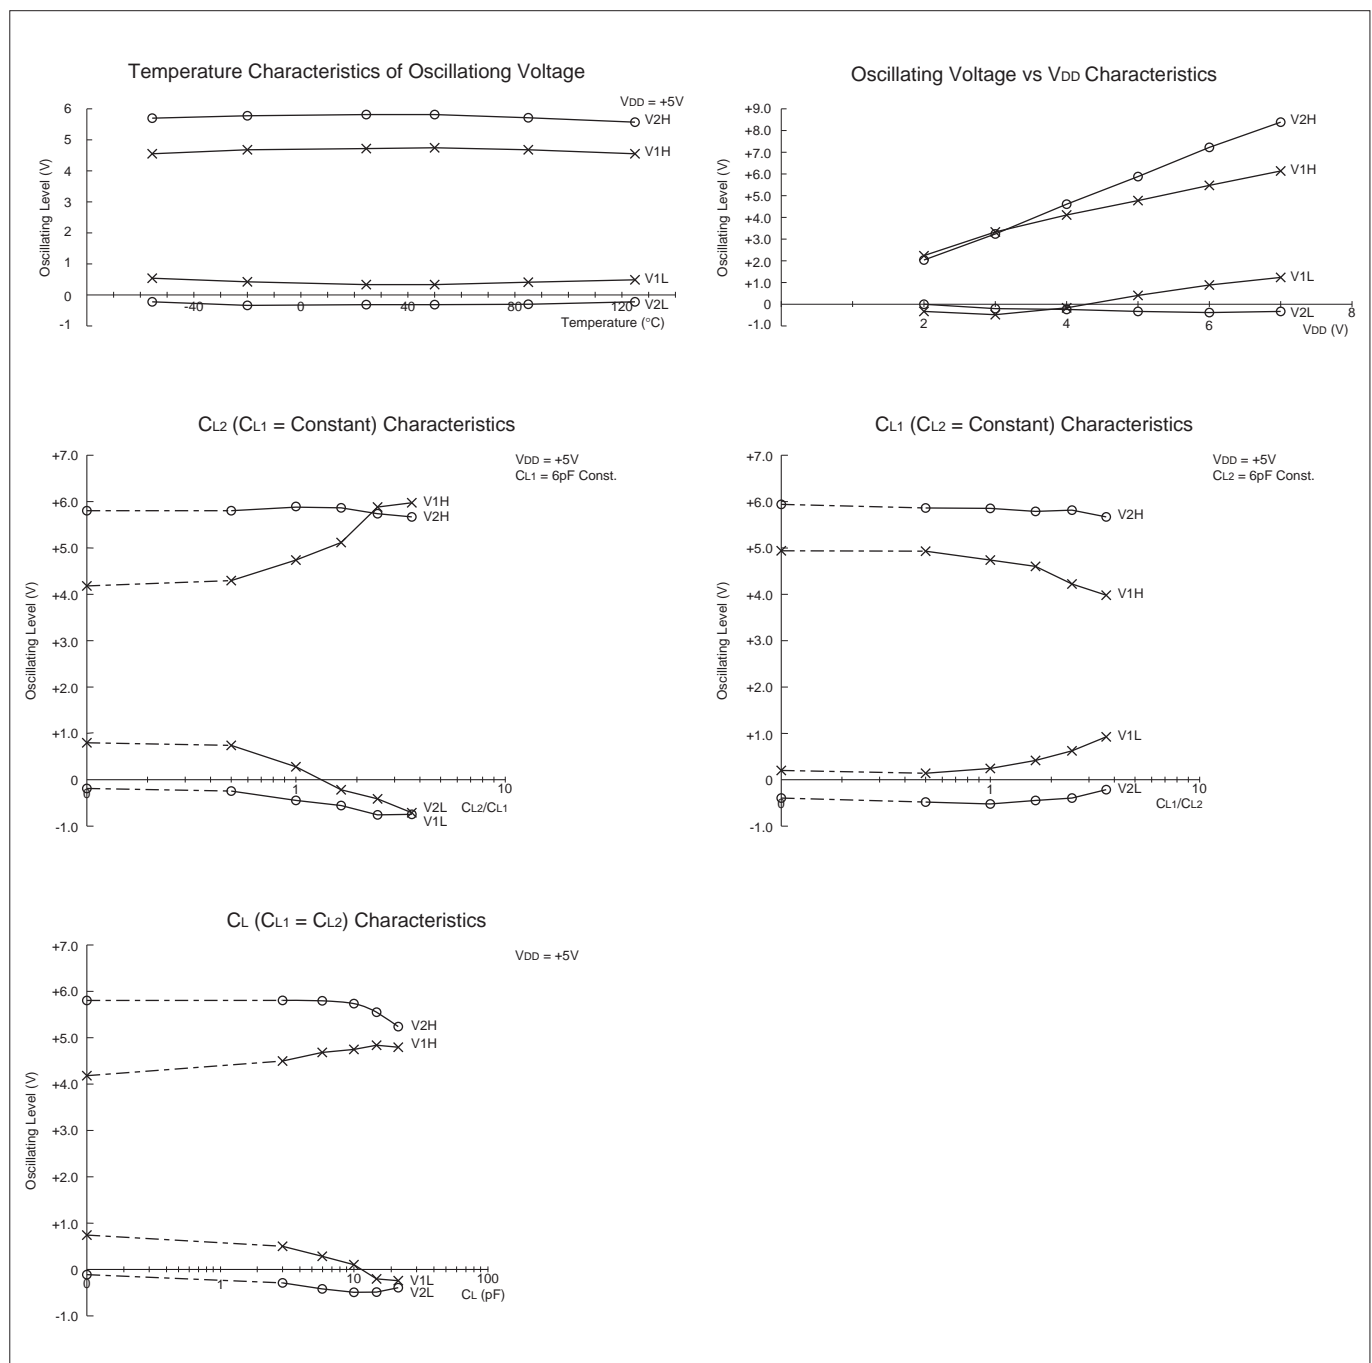 Temperature Characteristics of Oscillationg Voltage
VDD = +5V
Oscillating Level (V)
6
5
4
3
2
1
0
-1
-40
0
40
80
120
Temperature (°C)
V2H
V1H
V1L
V2L
Oscillating Voltage vs VDD Characteristics
Oscillating Level (V)
+9.0
+8.0
+7.0
+6.0
+5.0
+4.0
+3.0
+2.0
+1.0
0
-1.0
2
4
6
8
VDD (V)
V2H
V1H
V1L
V2L
CL2 (CL1 = Constant) Characteristics
VDD = +5V
CL1 = 6pF Const.
Oscillating Level (V)
+7.0
+6.0
+5.0
+4.0
+3.0
+2.0
+1.0
0
-1.0
0
1
10
CL2/CL1
V1H
V2H
V2L
V1L
CL1 (CL2 = Constant) Characteristics
VDD = +5V
CL2 = 6pF Const.
Oscillating Level (V)
+7.0
+6.0
+5.0
+4.0
+3.0
+2.0
+1.0
0
-1.0
0
1
10
CL1/CL2
V2H
V1H
V1L
V2L
CL (CL1 = CL2) Characteristics
VDD = +5V
Oscillating Level (V)
+7.0
+6.0
+5.0
+4.0
+3.0
+2.0
+1.0
0
-1.0
0
1
10
100
CL (pF)
V2H
V1H
V1L
V2L